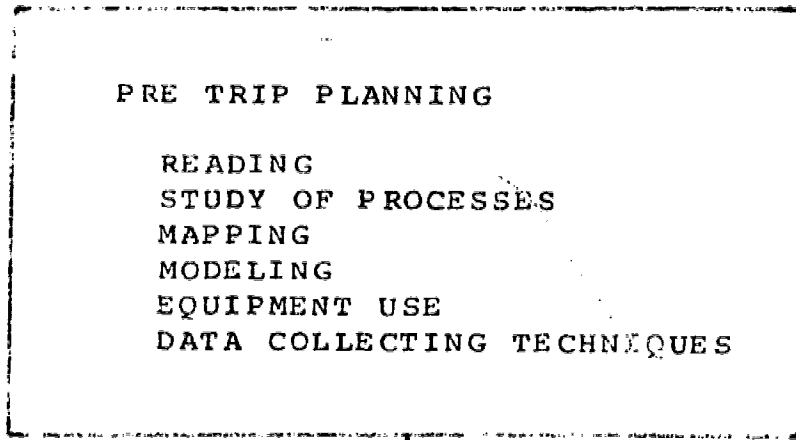 PRE TRIP PLANNING
READING
STUDY OF PROCESSES
MAPPING
MODELING
EQUIPMENT USE
DATA COLLECTING TECHNIQUES